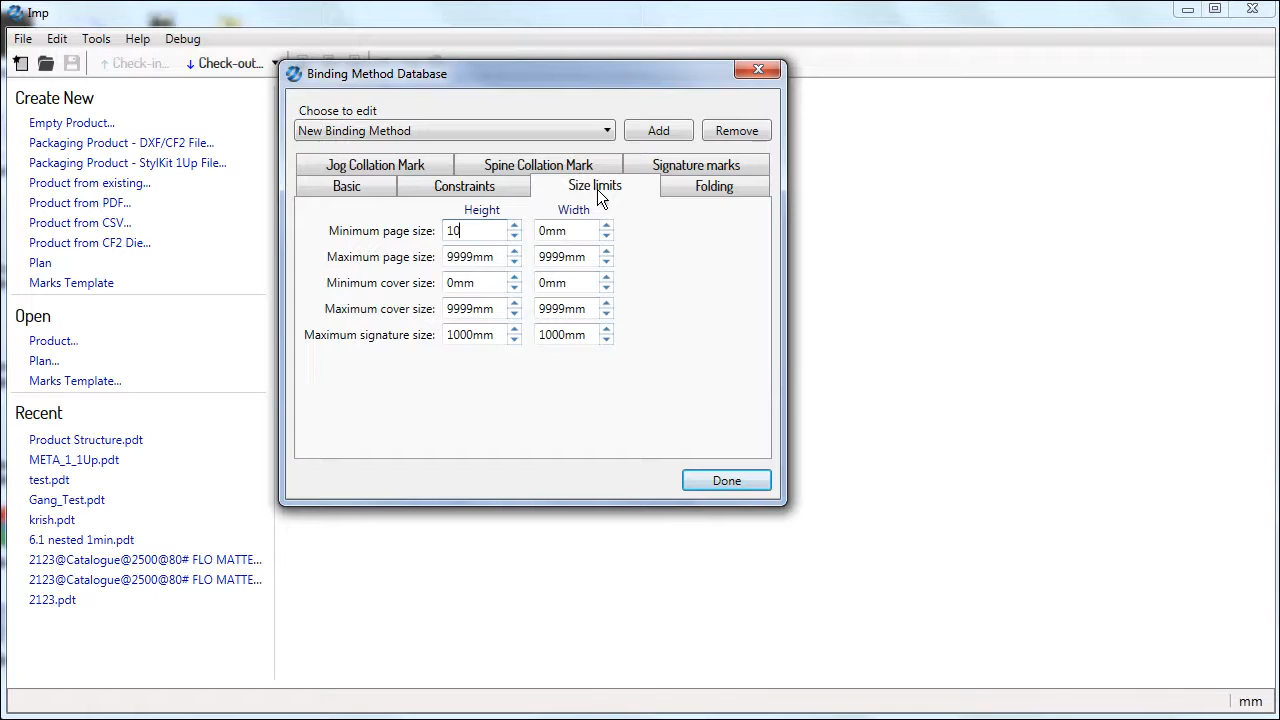 Imp
File Edit Tools Help Debug
Check-in... Check-out...
Create New
Empty Product...
Packaging Product - DXF/CF2 File...
Packaging Product - StylKit 1Up File...
Product from existing...
Product from PDF...
Product from CSV...
Product from CF2 Die...
Plan
Marks Template
Open
Product...
Plan...
Marks Template...
Recent
Product Structure.pdt
META_1_1Up.pdt
test.pdt
Gang_Test.pdt
krish.pdt
6.1 nested 1min.pdt
2123@Catalogue@2500@80# FLO MATTE...
2123@Catalogue@2500@80# FLO MATTE...
2123.pdt
Binding Method Database
Choose to edit
New Binding Method Add Remove
Jog Collation Mark Spine Collation Mark Signature marks
Basic Constraints Size limits Folding
Height Width
Minimum page size: 10 0mm
Maximum page size: 9999mm 9999mm
Minimum cover size: 0mm 0mm
Maximum cover size: 9999mm 9999mm
Maximum signature size: 1000mm 1000mm
Done
mm